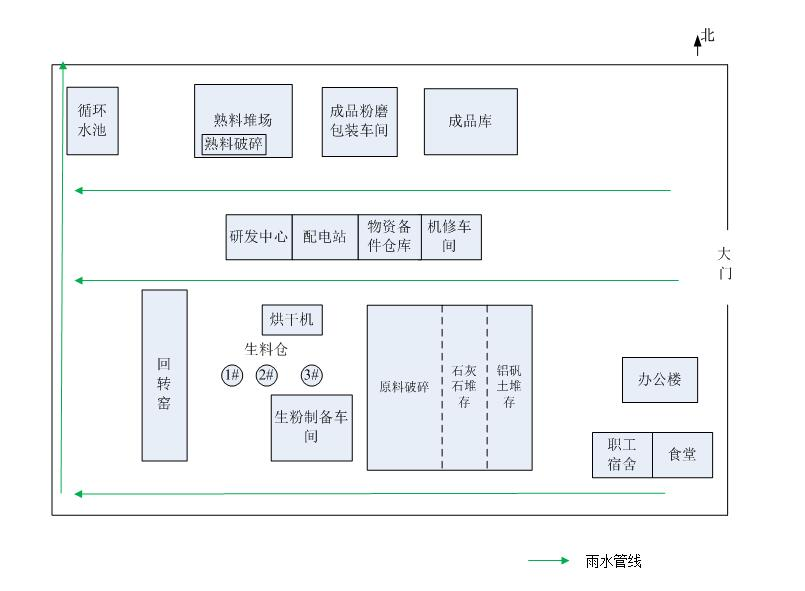 北
循环
水池
熟料堆场
熟料破碎
成品粉磨
包装车间
成品库
研发中心
配电站
物资备
件仓库
机修车
间
大
门
回
转
窑
烘干机
生料仓
1#
2#
3#
生粉制备车
间
原料破碎
石灰
石堆
存
铝矾
土堆
存
办公楼
职工
宿舍
食堂
雨水管线